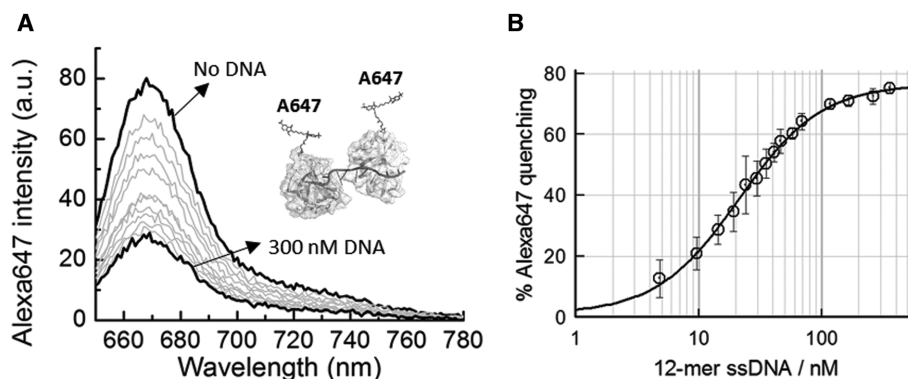 A
Alexa647 intensity (a.u.)
80
60
40
20
0
No DNA
A647
A647
300 nM DNA
660 680 700 720 740 760 780
Wavelength (nm)
B
% Alexa647 quenching
80
60
40
20
0
1 10 100
12-mer ssDNA / nM